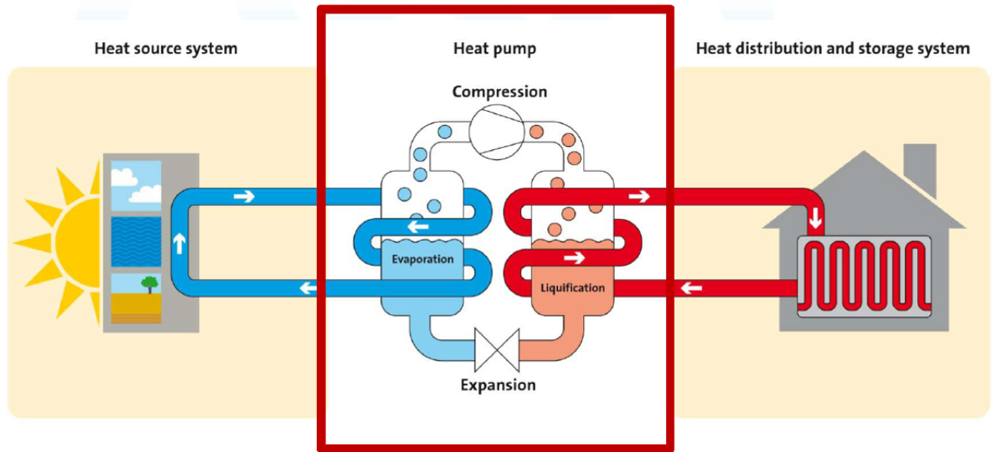 Heat source system
Heat pump
Heat distribution and storage system
Compression
Evaporation
Liquification
Expansion